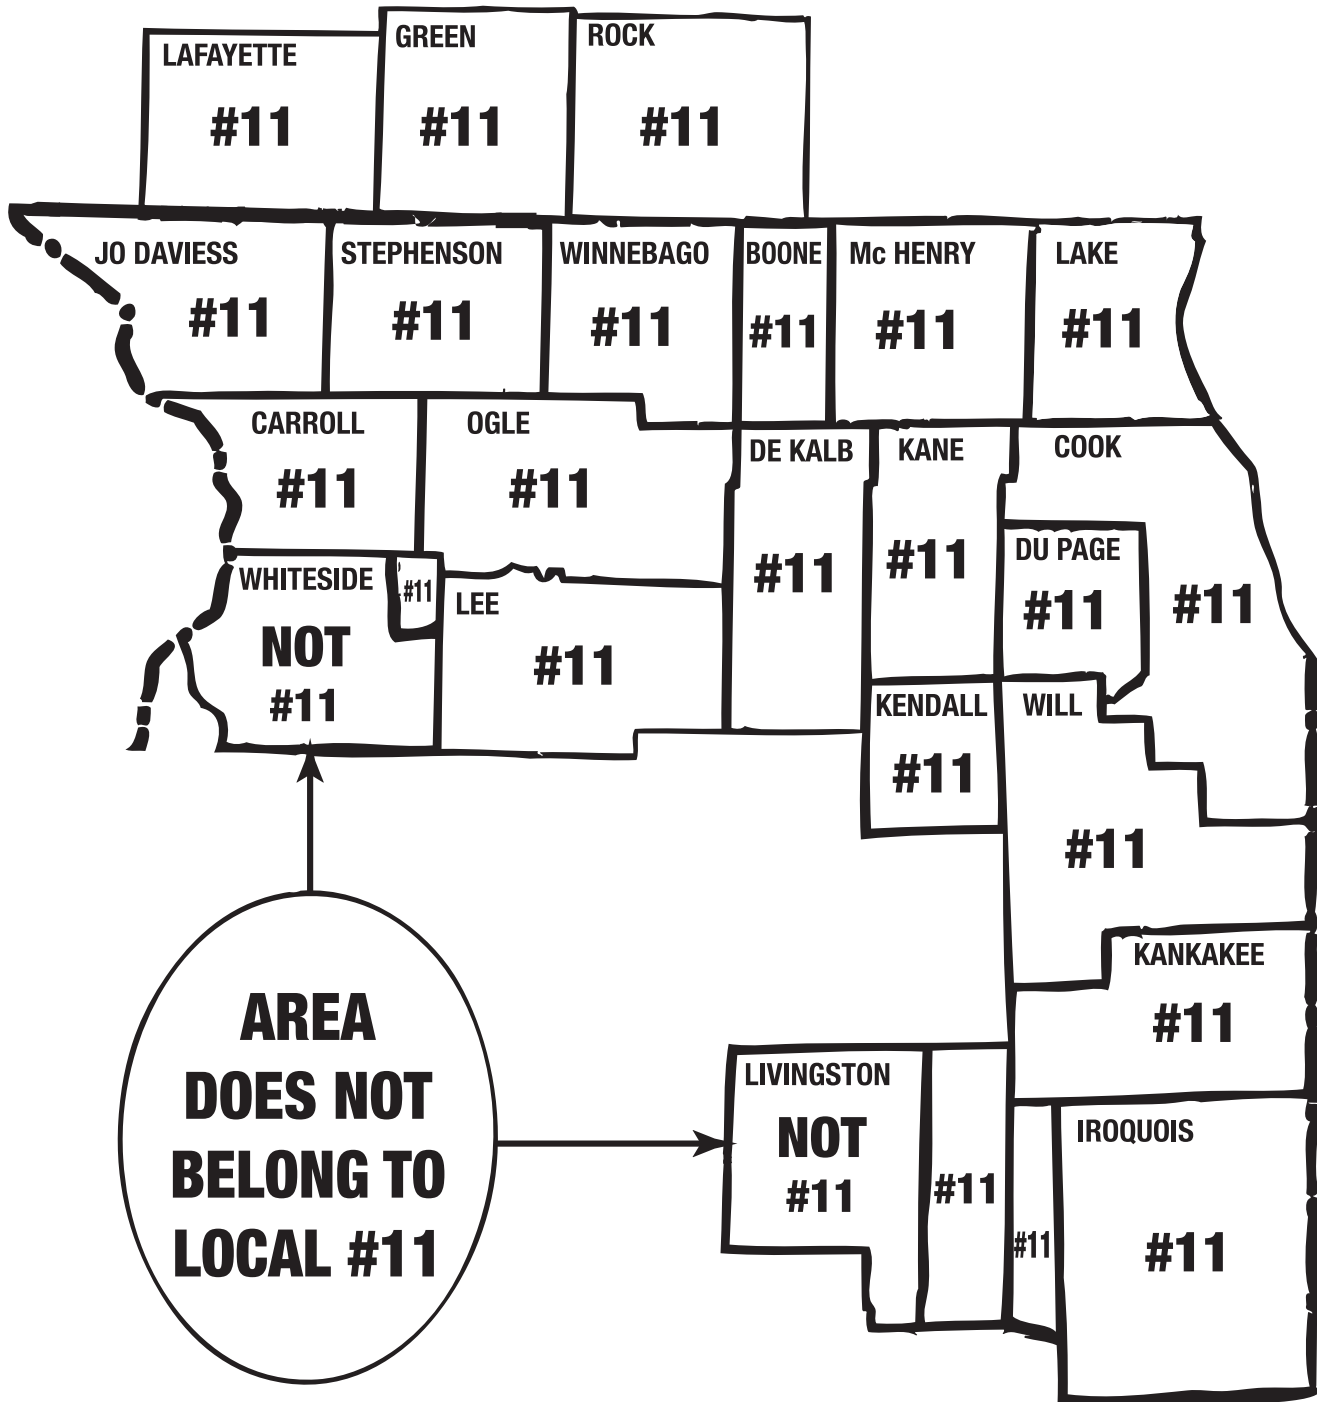 LAFAYETTE
#11
GREEN
#11
ROCK
#11
JO DAVIESS
#11
STEPHENSON
#11
WINNEBAGO
#11
BOONE
#11
Mc HENRY
#11
LAKE
#11
CARROLL
#11
OGLE
#11
DE KALB
#11
KANE
#11
COOK
#11
DU PAGE
#11
WHITESIDE
NOT
#11
#11
LEE
#11
KENDALL
#11
WILL
#11
KANKAKEE
#11
AREA
DOES NOT
BELONG TO
LOCAL #11
LIVINGSTON
NOT
#11
#11
#11
IROQUOIS
#11